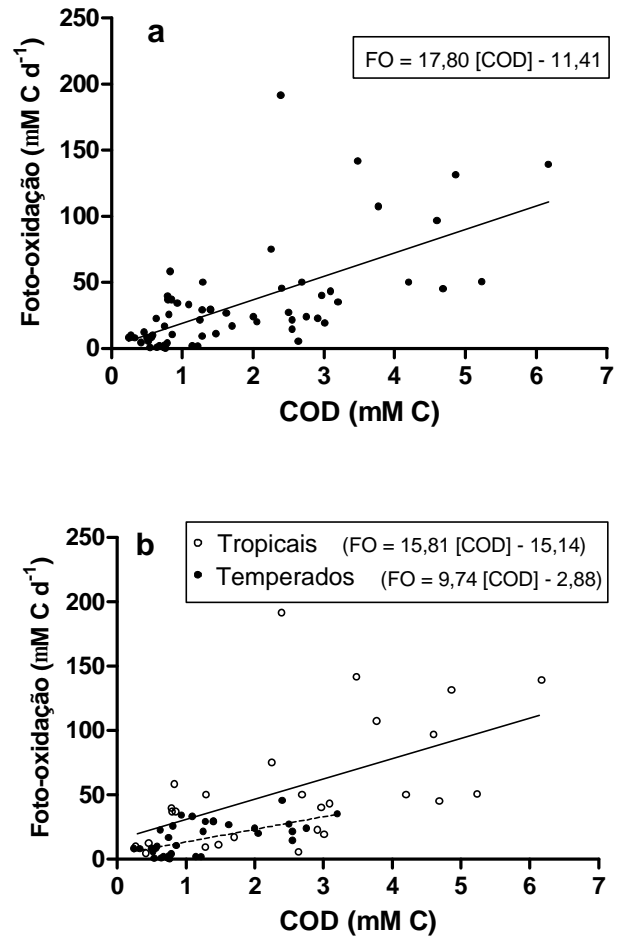 a
FO = 17,80 [COD] - 11,41
Foto-oxidação (mM C d-1)
250
200
150
100
50
0
0 1 2 3 4 5 6 7
COD (mM C)
b
Tropicais (FO = 15,81 [COD] - 15,14)
Temperados (FO = 9,74 [COD] - 2,88)
Foto-oxidação (mM C d-1)
250
200
150
100
50
0
0 1 2 3 4 5 6 7
COD (mM C)